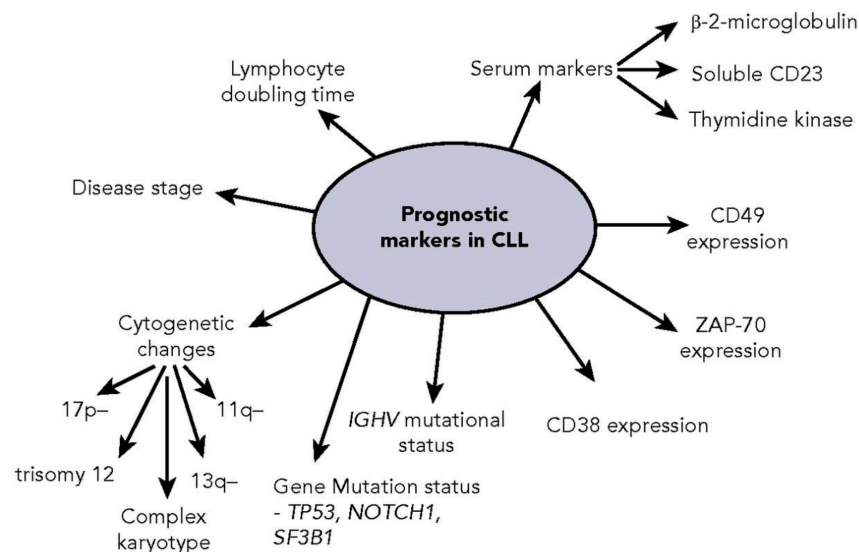 β-2-microglobulin
Lymphocyte
doubling time
Serum markers
Soluble CD23
Thymidine kinase
Disease stage
Prognostic
markers in CLL
CD49
expression
Cytogenetic
changes
ZAP-70
expression
17p–
11q–
IGHV mutational
status
CD38 expression
trisomy 12
13q–
Complex
karyotype
Gene Mutation status
- TP53, NOTCH1,
SF3B1